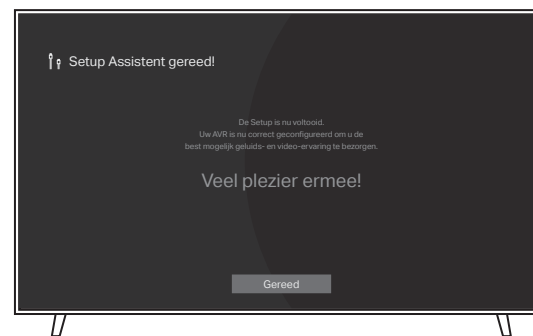 Setup Assistent gereed!
De Setup is nu voltooid.
Uw AVR is nu correct geconfigureerd om u de
best mogelijk geluids- en video-ervaring te bezorgen.
Veel plezier ermee!
Gereed